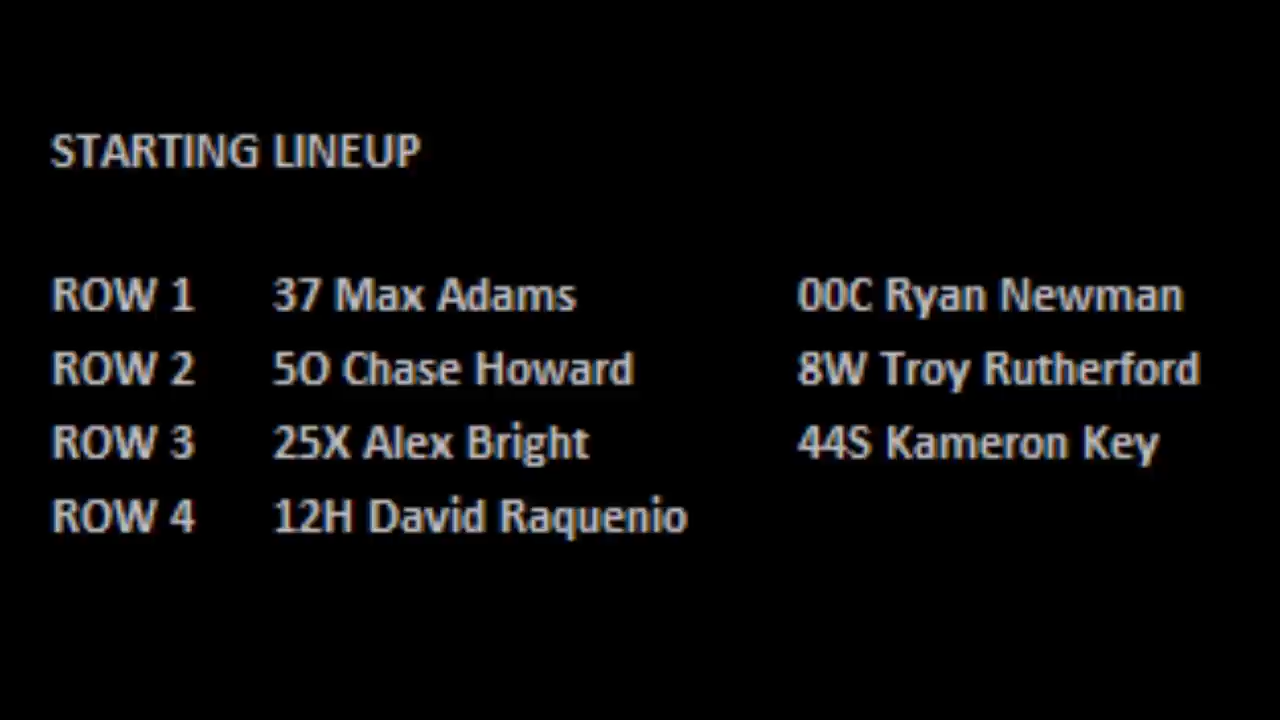 STARTING LINEUP
ROW 1 37 Max Adams 00C Ryan Newman
ROW 2 5O Chase Howard 8W Troy Rutherford
ROW 3 25X Alex Bright 44S Kameron Key
ROW 4 12H David Raquenio